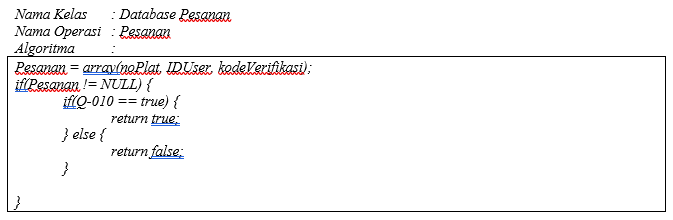 Nama Kelas : Database Pesanan
Nama Operasi : Pesanan
Algoritma :
Pesanan = array(noPlat, IDUser, kodeVerifikasi);
if(Pesanan != NULL) {
if(Q-010 == true) {
return true;
} else {
return false;
}
}